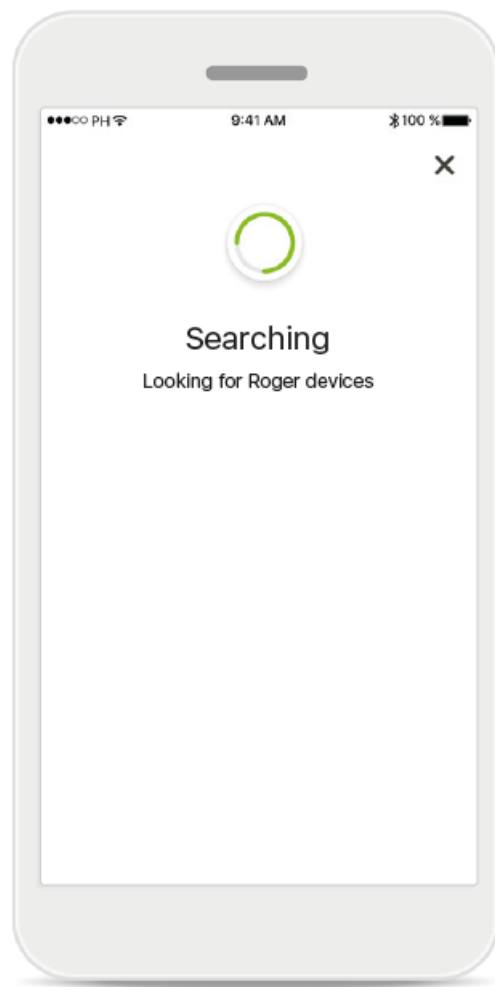 ●●●○○ PH 9:41 AM 100 %
Searching
Looking for Roger devices